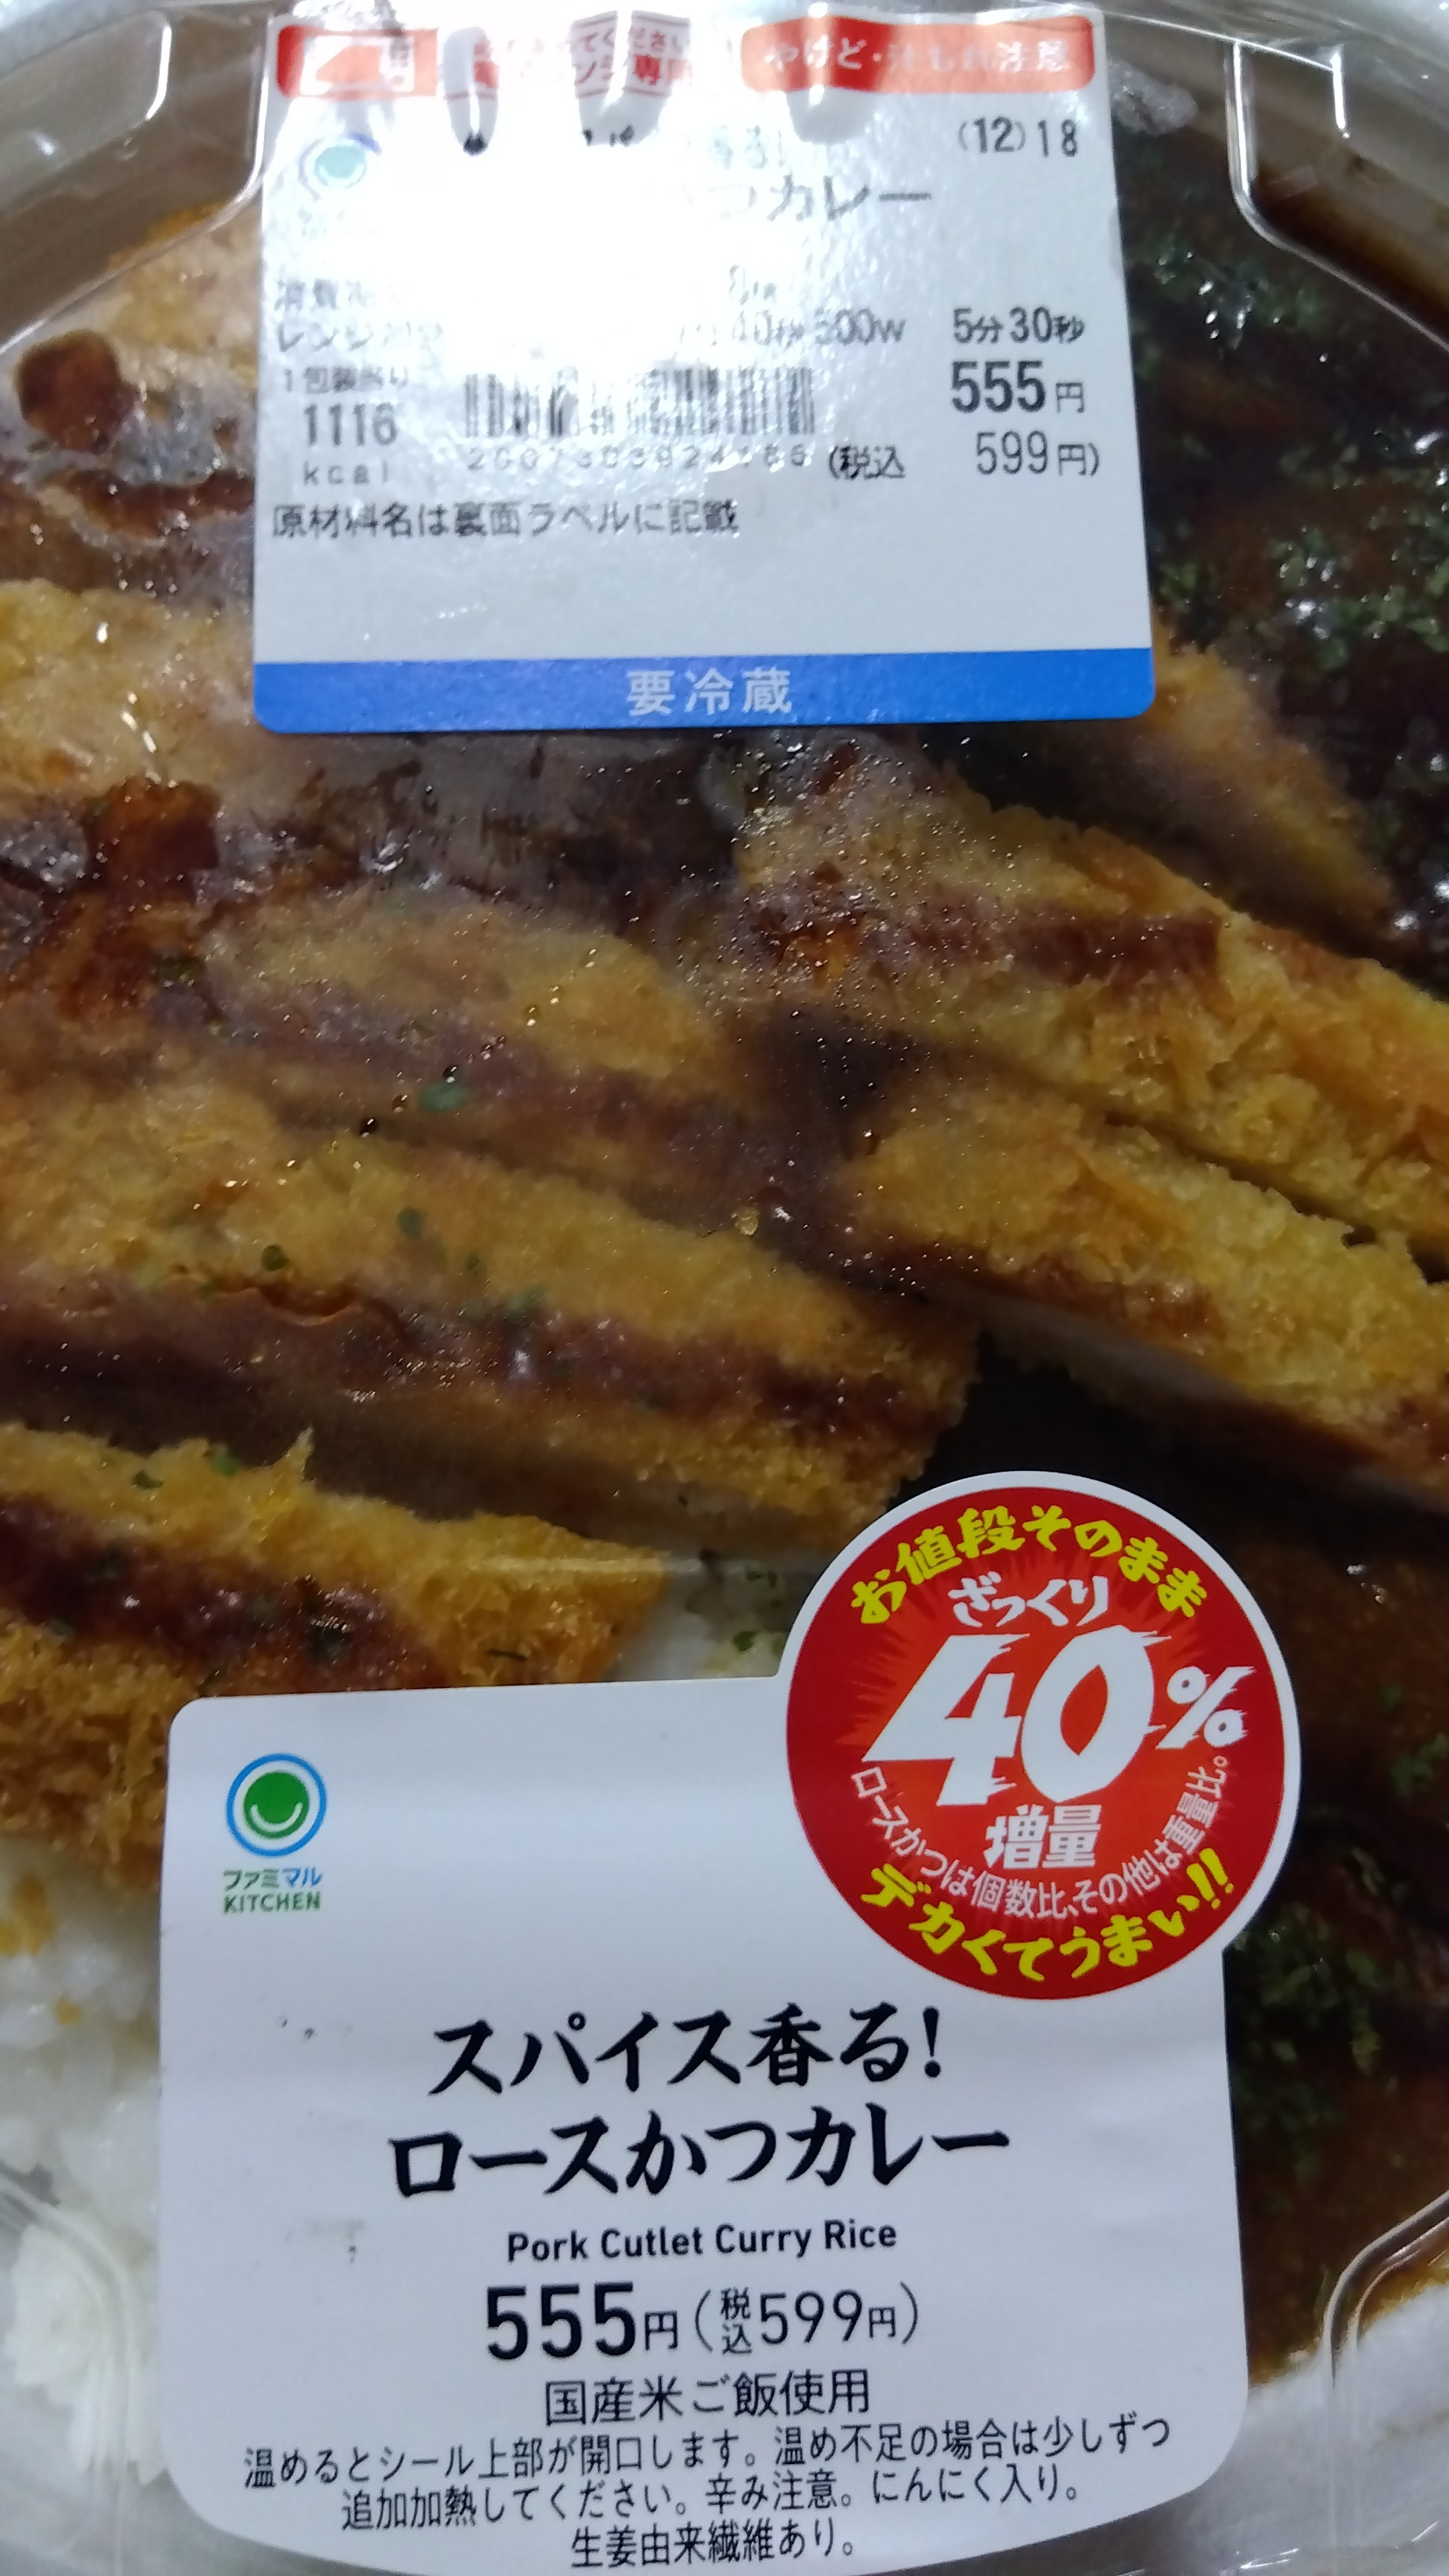 やけど・汁もれ注意
(12)18
つカレー
500w 5分30秒
1包装当り
555円
1116
kcal
(税込 599円)
原材料名は裏面ラベルに記載
要冷蔵
お値段そのまま
ざっくり
40%
増量
ロースかつは個数比、その他は重量比。
デカくてうまい!!
ファミマル
KITCHEN
スパイス香る!
ロースかつカレー
Pork Cutlet Curry Rice
555円(税込599円)
国産米ご飯使用
温めるとシール上部が開口します。温め不足の場合は少しずつ
追加加熱してください。辛み注意。にんにく入り。
生姜由来繊維あり。